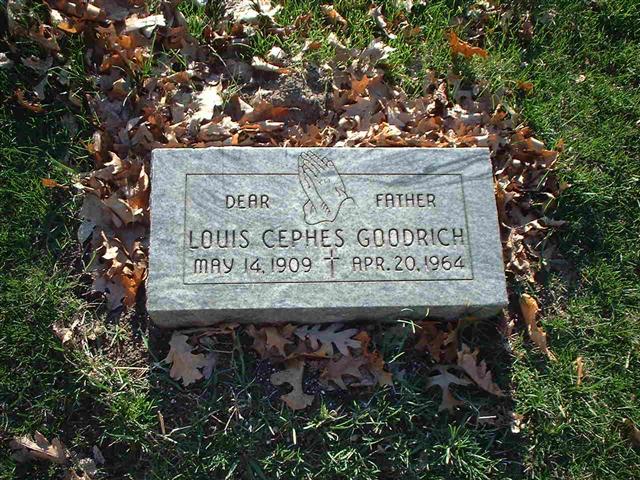 DEAR FATHER
LOUIS CEPHES GOODRICH
MAY 14, 1909 † APR. 20, 1964